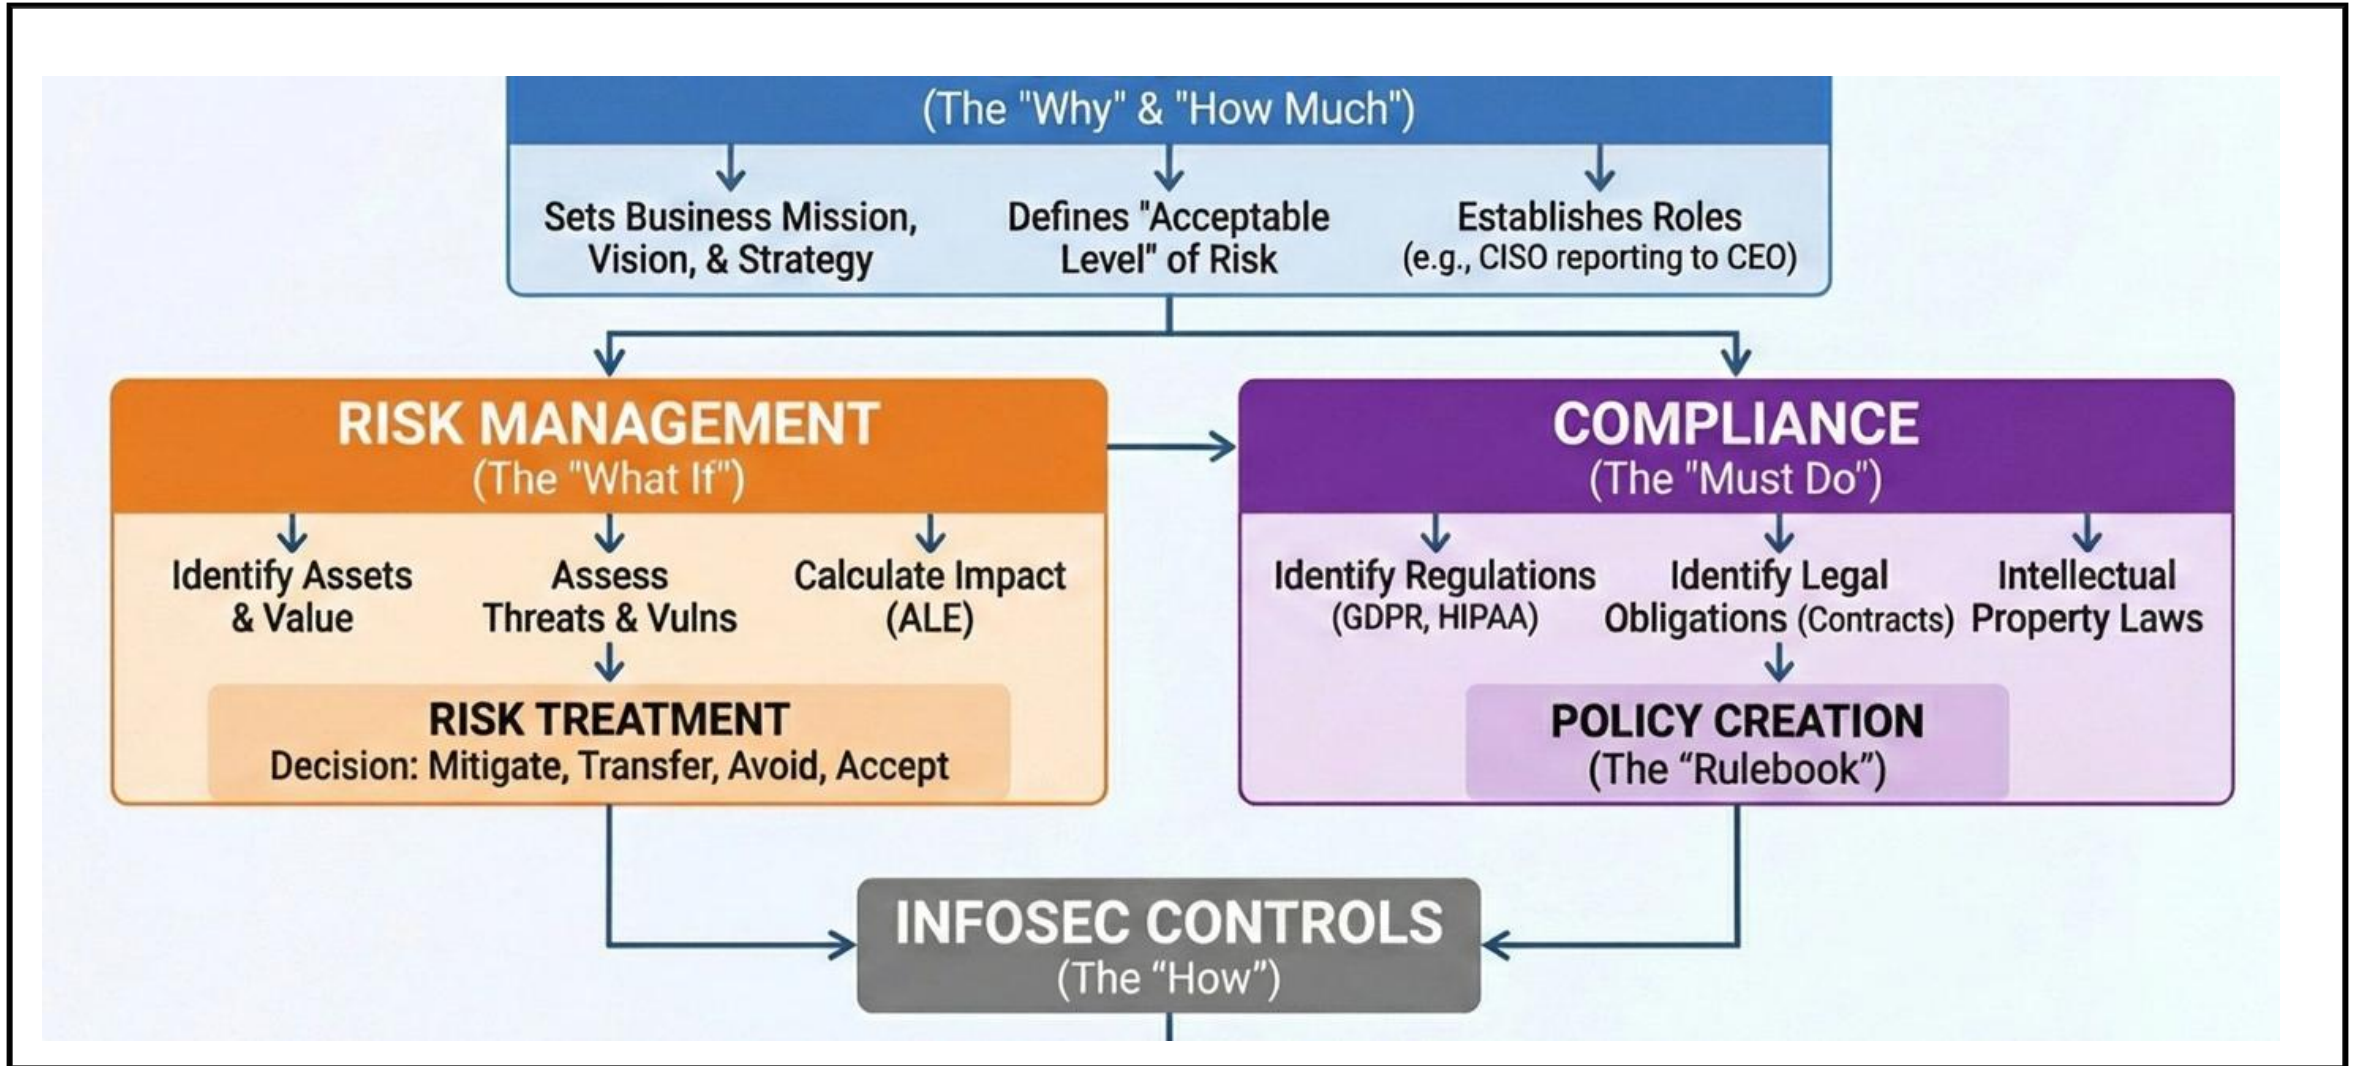 (The "Why" & "How Much")
Sets Business Mission,
Vision, & Strategy
Defines "Acceptable
Level" of Risk
Establishes Roles
(e.g., CISO reporting to CEO)
RISK MANAGEMENT
(The "What If")
Identify Assets
& Value
Assess
Threats & Vulns
Calculate Impact
(ALE)
RISK TREATMENT
Decision: Mitigate, Transfer, Avoid, Accept
COMPLIANCE
(The "Must Do")
Identify Regulations
(GDPR, HIPAA)
Identify Legal
Obligations (Contracts)
Intellectual
Property Laws
POLICY CREATION
(The “Rulebook”)
INFOSEC CONTROLS
(The “How”)